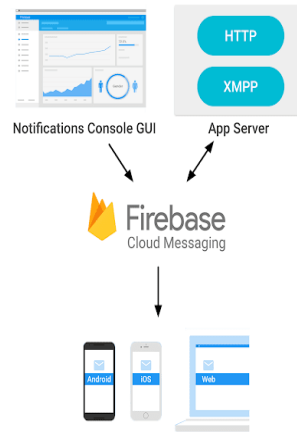 HTTP
XMPP
Notifications Console GUI
App Server
Firebase
Cloud Messaging
Android
iOS
Web